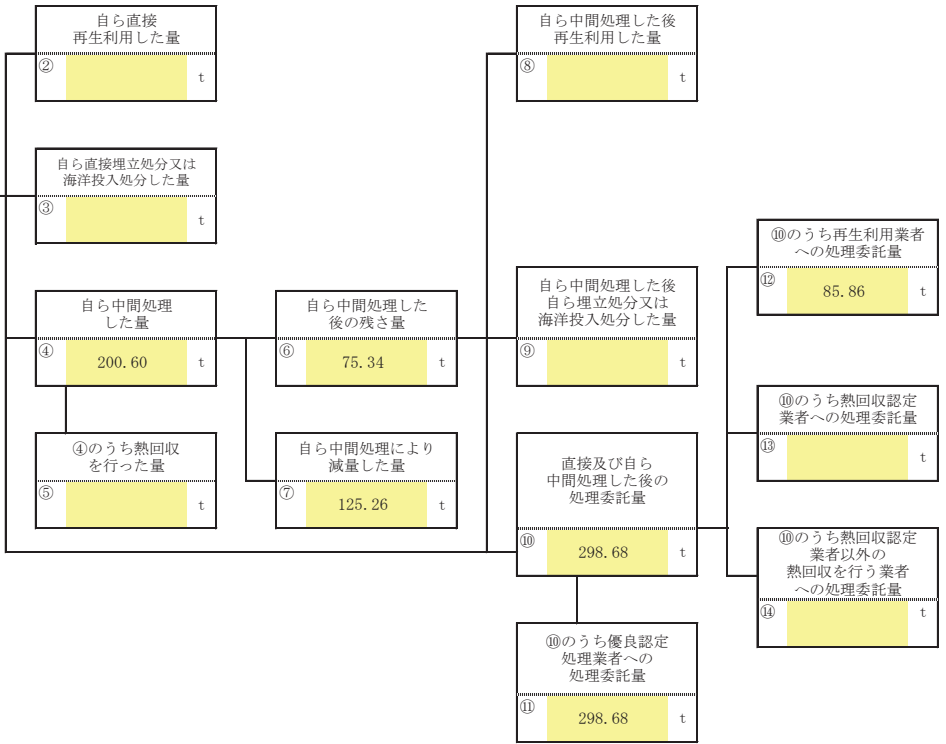 自ら直接
再生利用した量
②
t
自ら直接埋立処分又は
海洋投入処分した量
③
t
自ら中間処理
した量
④
200.60
t
④のうち熱回収
を行った量
⑤
t
自ら中間処理した
後の残さ量
⑥
75.34
t
自ら中間処理により
減量した量
⑦
125.26
t
自ら中間処理した後
再生利用した量
⑧
t
自ら中間処理した後
自ら埋立処分又は
海洋投入処分した量
⑨
t
直接及び自ら
中間処理した後の
処理委託量
⑩
298.68
t
⑩のうち優良認定
処理業者への
処理委託量
⑪
298.68
t
⑩のうち再生利用業者
への処理委託量
⑫
85.86
t
⑩のうち熱回収認定
業者への処理委託量
⑬
t
⑩のうち熱回収認定
業者以外の
熱回収を行う業者
への処理委託量
⑭
t